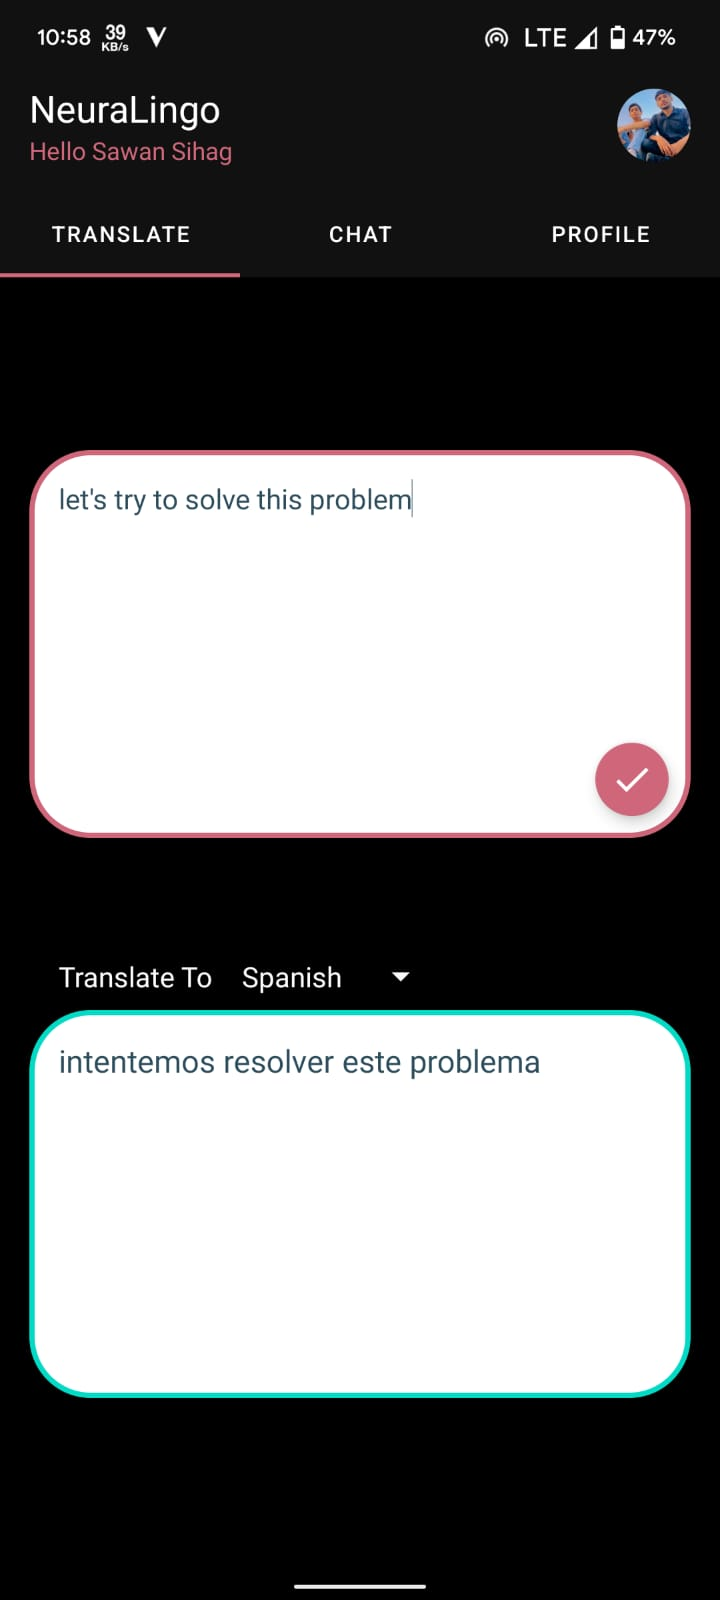 10:58 39 KB/s LTE 47%
NeuraLingo
Hello Sawan Sihag
TRANSLATE CHAT PROFILE
let's try to solve this problem
Translate To Spanish
intentemos resolver este problema